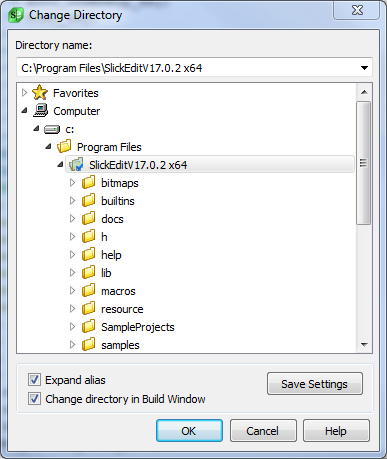 Change Directory
Directory name:
C:\Program Files\SlickEditV17.0.2 x64
Favorites
Computer
c:
Program Files
SlickEditV17.0.2 x64
bitmaps
builtins
docs
h
help
lib
macros
resource
SampleProjects
samples
Expand alias
Save Settings
Change directory in Build Window
OK
Cancel
Help